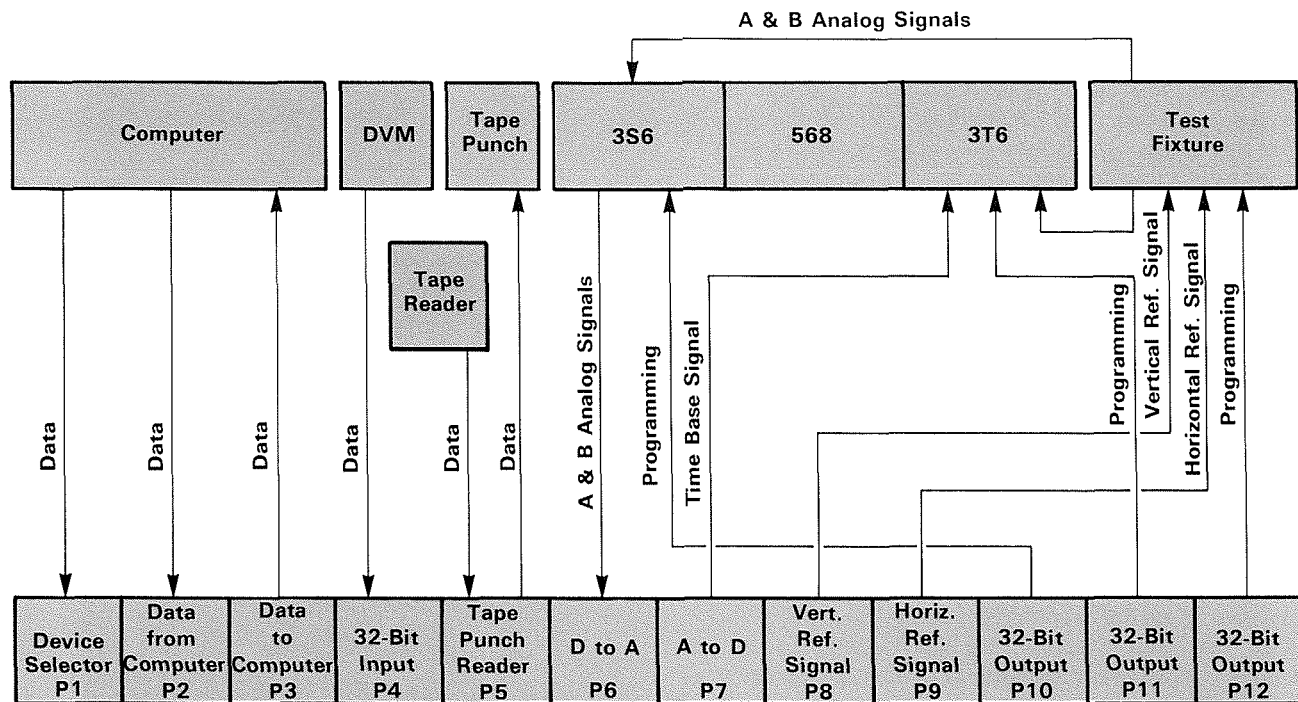 A & B Analog Signals
Computer
DVM
Tape
Punch
3S6
568
3T6
Test
Fixture
Tape
Reader
Data
Data
Data
Data
Data
Data
A & B Analog Signals
Programming
Time Base Signal
Programming
Vertical Ref. Signal
Horizontal Ref. Signal
Programming
Device
Selector
P1
Data
from
Computer
P2
Data
to
Computer
P3
32-Bit
Input
P4
Tape
Punch
Reader
P5
D to A
P6
A to D
P7
Vert.
Ref.
Signal
P8
Horiz.
Ref.
Signal
P9
32-Bit
Output
P10
32-Bit
Output
P11
32-Bit
Output
P12